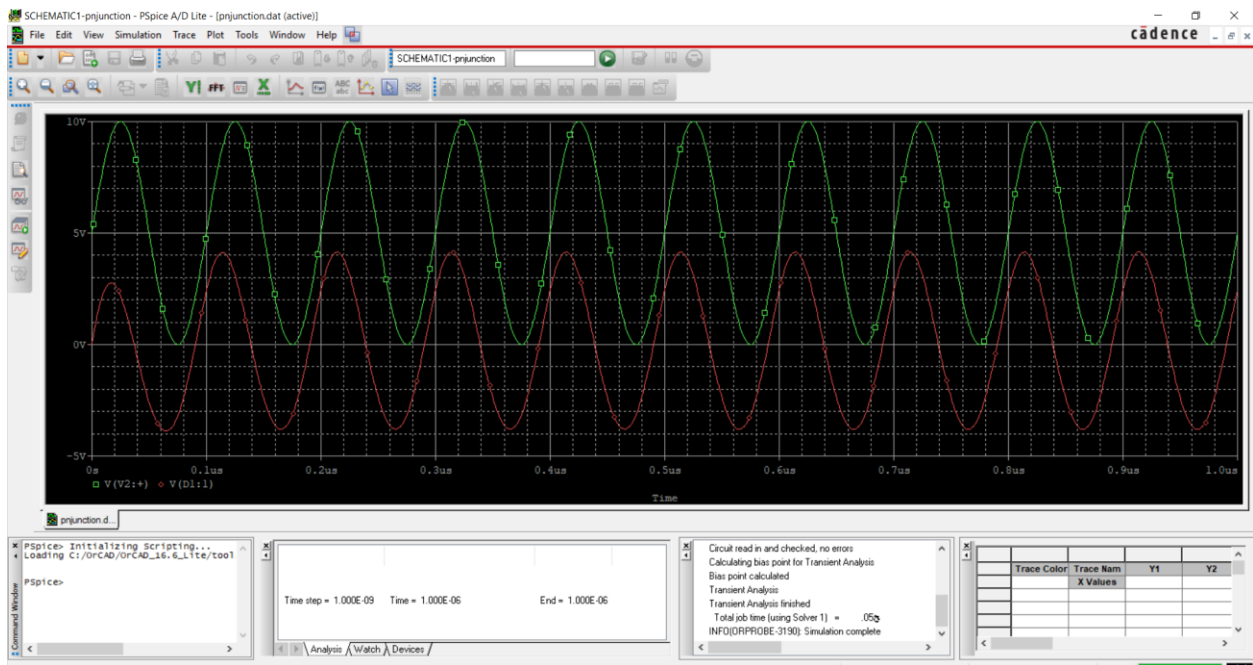 SCHEMATIC1-pnjunction - PSpice A/D Lite - [pnjunction.dat (active)]
File Edit View Simulation Trace Plot Tools Window Help
cādence
SCHEMATIC1-pnjunction
10V
5V
0V
-5V
0s 0.1us 0.2us 0.3us 0.4us 0.5us 0.6us 0.7us 0.8us 0.9us 1.0us
V(V2:+) V(D1:1)
Time
pnjunction.d...
Command Window
PSpice> Initializing Scripting...
Loading C:/OrCAD/OrCAD_16.6_Lite/tool
PSpice>
Time step = 1.000E-09 Time = 1.000E-06 End = 1.000E-06
Analysis Watch Devices
Circuit read in and checked, no errors
Calculating bias point for Transient Analysis
Bias point calculated
Transient Analysis
Transient Analysis finished
Total job time (using Solver 1) = .05
INFO(ORPROBE-3190): Simulation complete
Trace Color Trace Nam Y1 Y2
X Values